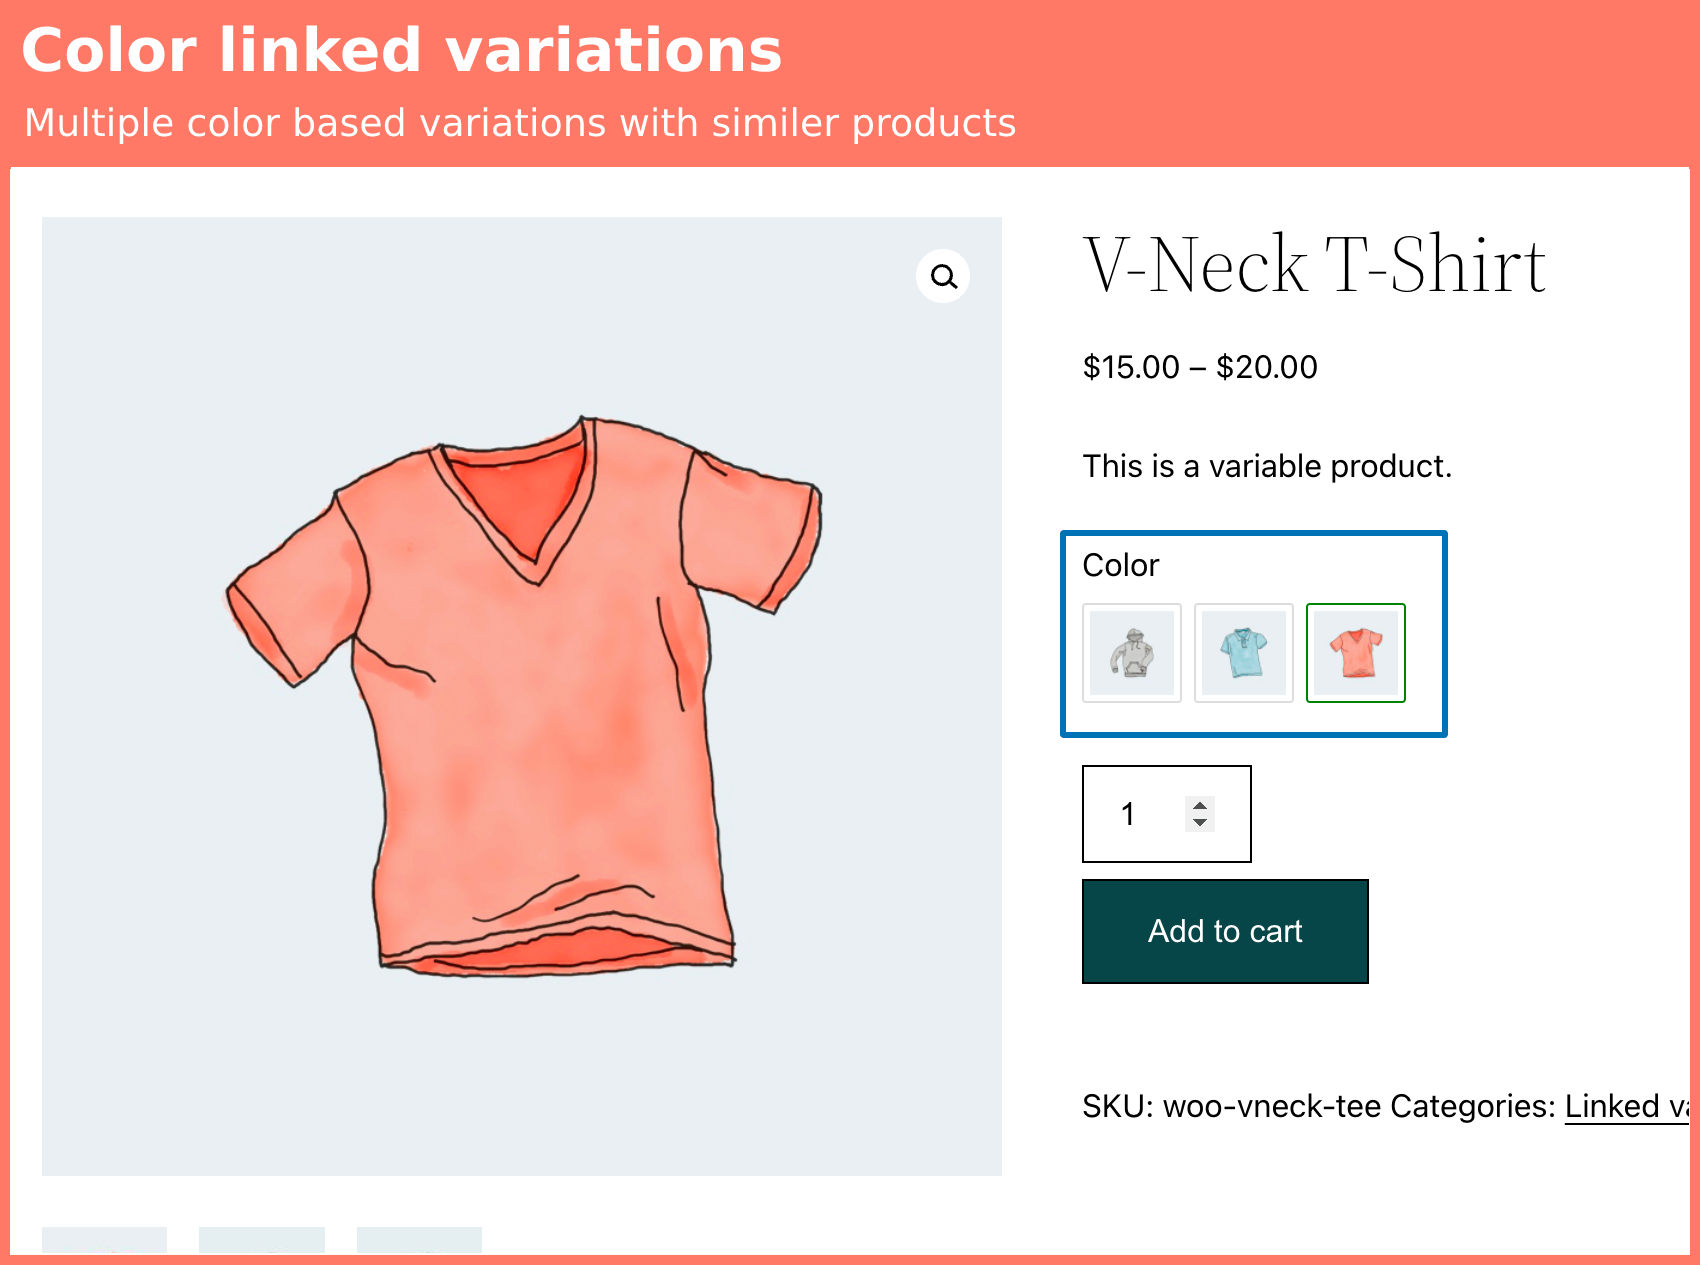 Color linked variations
Multiple color based variations with similer products
V-Neck T-Shirt
$15.00 – $20.00
This is a variable product.
Color
1
Add to cart
SKU: woo-vneck-tee Categories: Linked